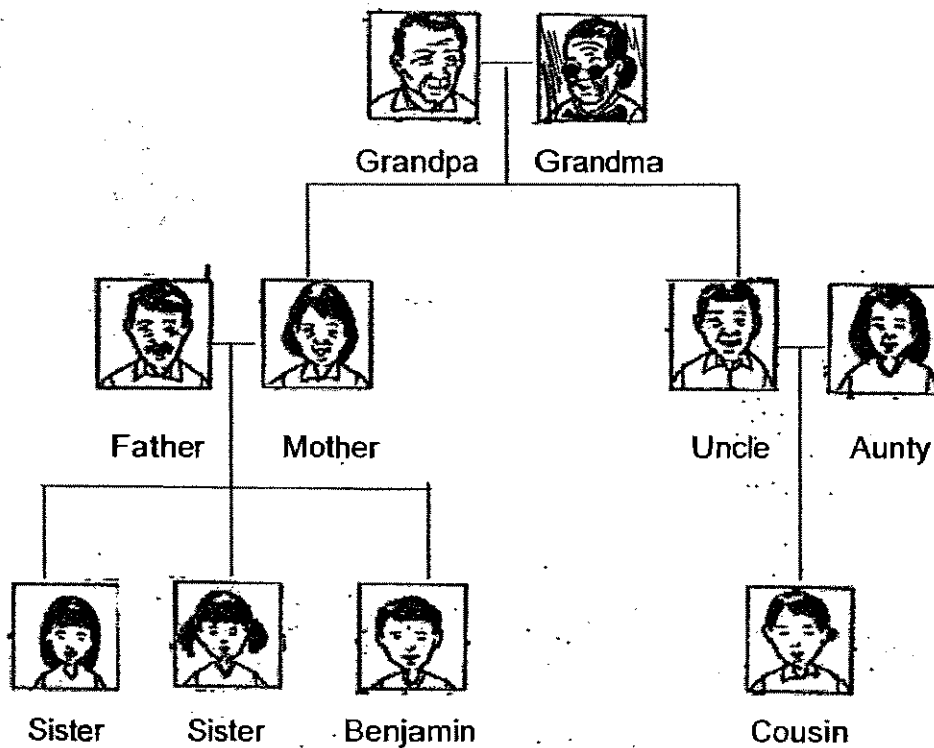 Grandpa Grandma
Father Mother Uncle Aunty
Sister Sister Benjamin Cousin